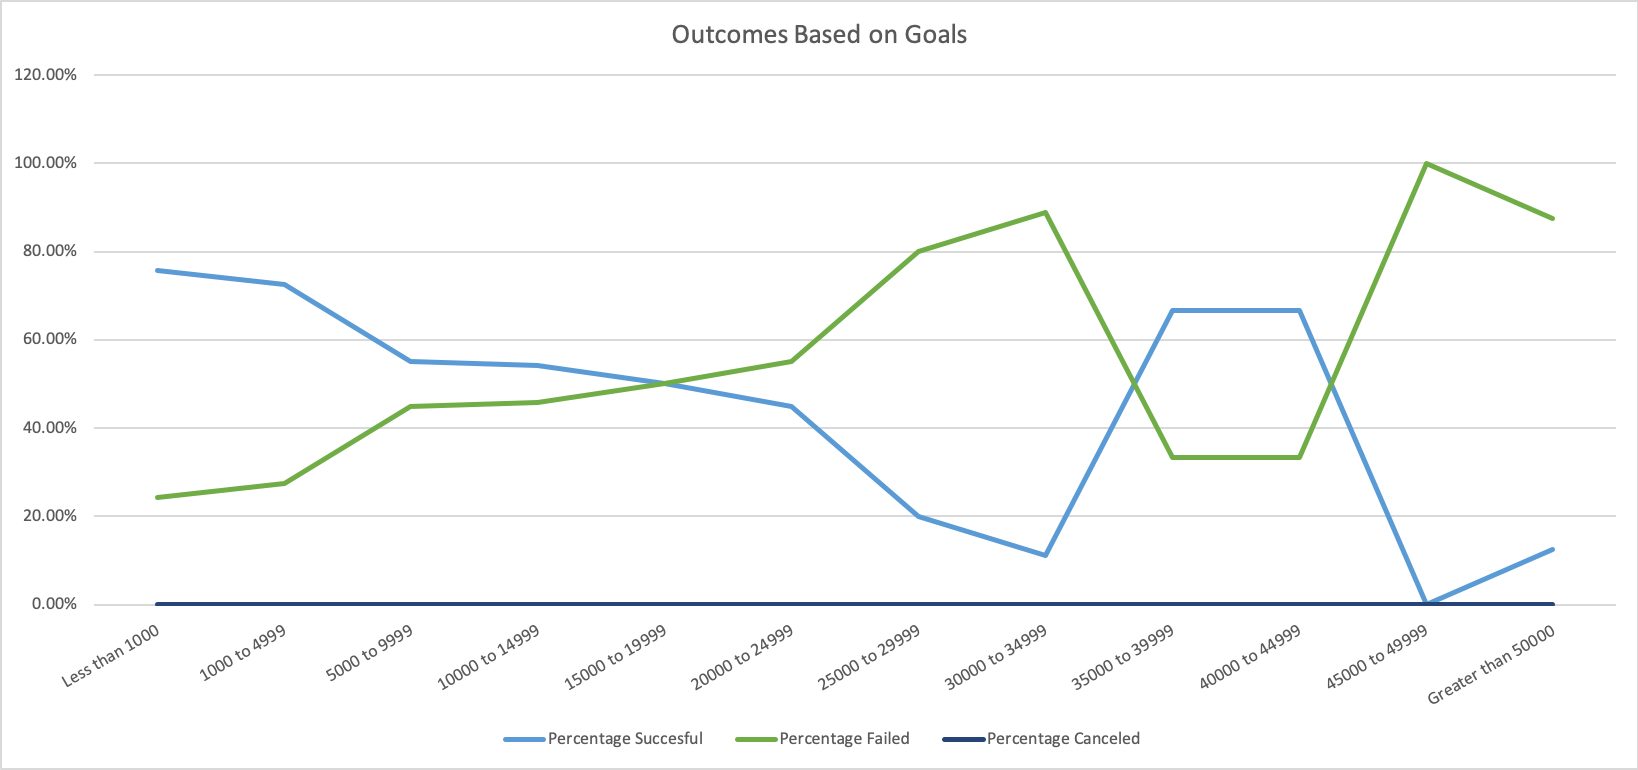 Outcomes Based on Goals
120.00%
100.00%
80.00%
60.00%
40.00%
20.00%
0.00%
Less than 1000
1000 to 4999
5000 to 9999
10000 to 14999
15000 to 19999
20000 to 24999
25000 to 29999
30000 to 34999
35000 to 39999
40000 to 44999
45000 to 49999
Greater than 50000
Percentage Succesful Percentage Failed Percentage Canceled